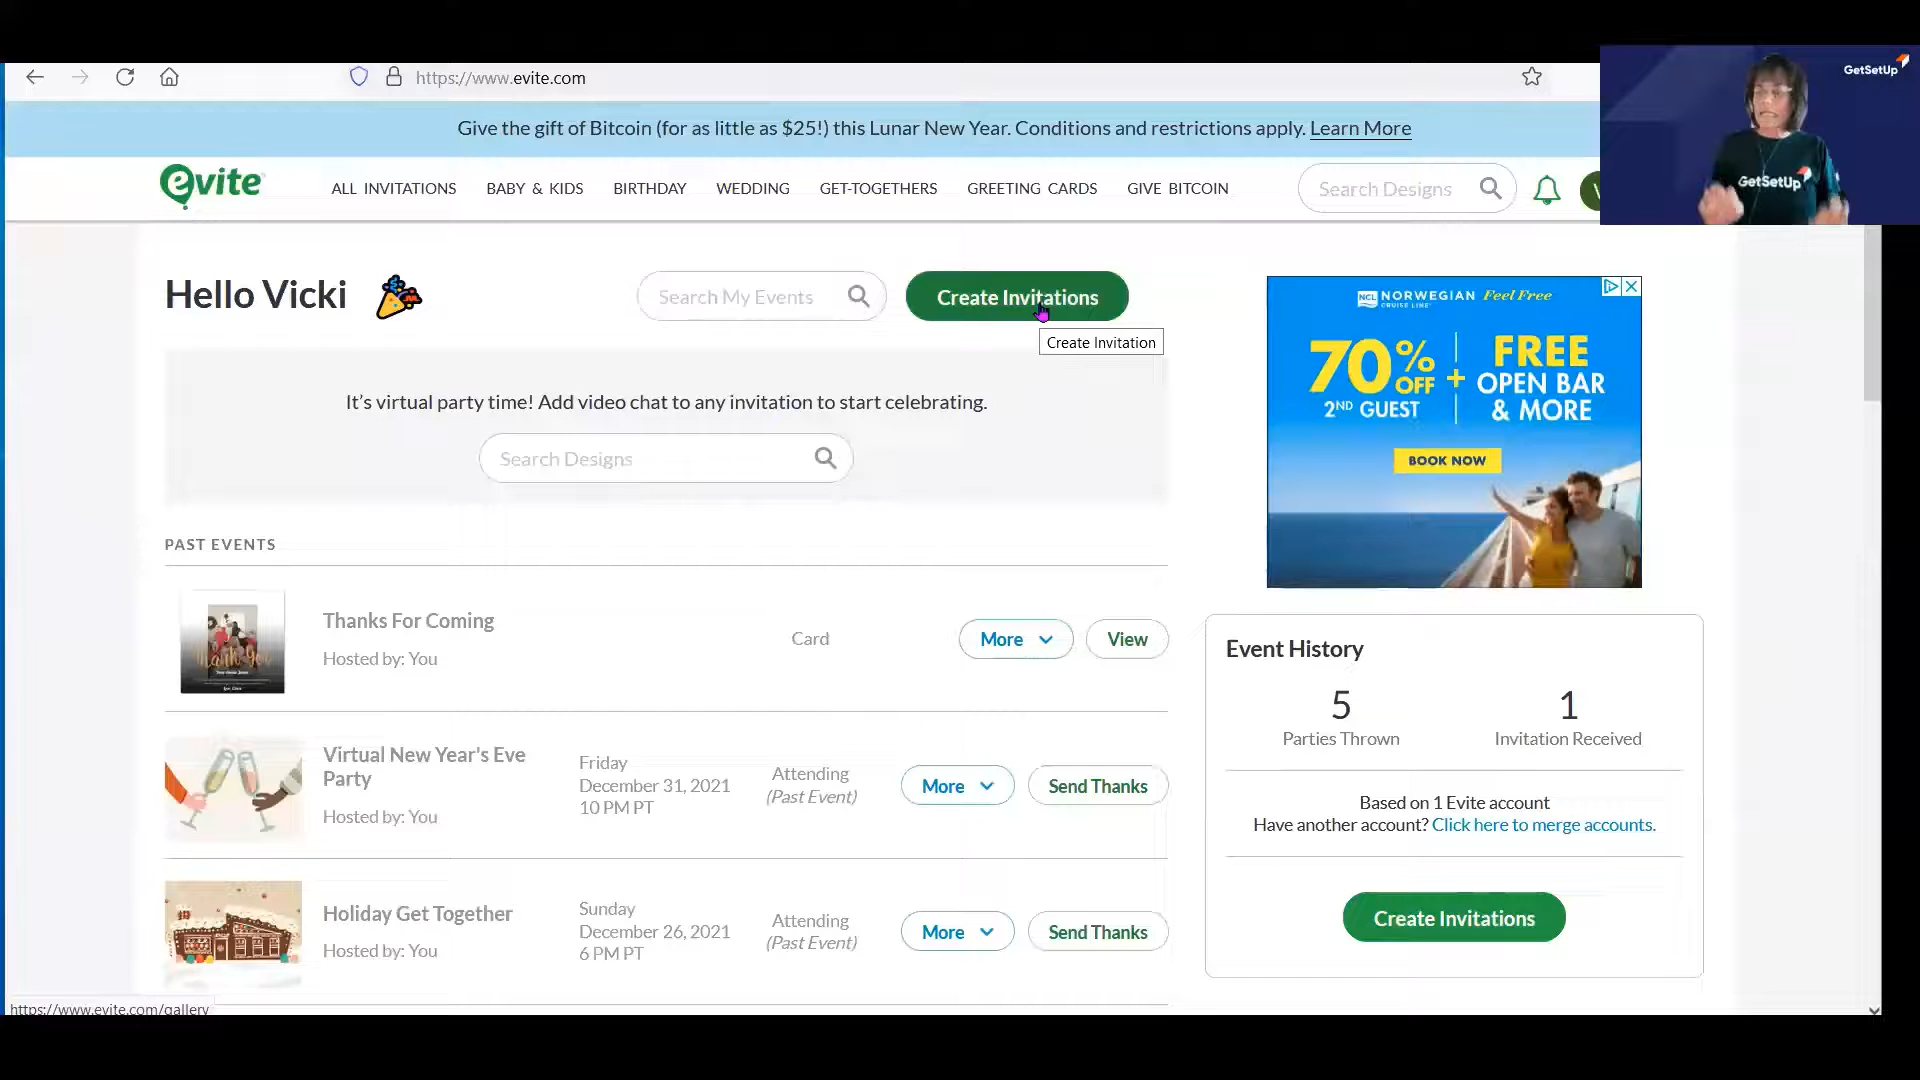 https://www.evite.com
GetSetUp
GetSetUp
Give the gift of Bitcoin (for as little as $25!) this Lunar New Year. Conditions and restrictions apply. Learn More
evite
ALL INVITATIONS BABY & KIDS BIRTHDAY WEDDING GET-TOGETHERS GREETING CARDS GIVE BITCOIN
Search Designs
Hello Vicki
Search My Events
Create Invitations
Create Invitation
It's virtual party time! Add video chat to any invitation to start celebrating.
Search Designs
NCL NORWEGIAN CRUISE LINE Feel Free
70% OFF 2ND GUEST + FREE OPEN BAR & MORE
BOOK NOW
PAST EVENTS
Thanks For Coming
Hosted by: You
Card
More
View
Thank You
Virtual New Year's Eve
Party
Hosted by: You
Friday
December 31, 2021
10 PM PT
Attending
(Past Event)
More
Send Thanks
Holiday Get Together
Hosted by: You
Sunday
December 26, 2021
6 PM PT
Attending
(Past Event)
More
Send Thanks
Event History
5
Parties Thrown
1
Invitation Received
Based on 1 Evite account
Have another account? Click here to merge accounts.
Create Invitations
https://www.evite.com/gallery